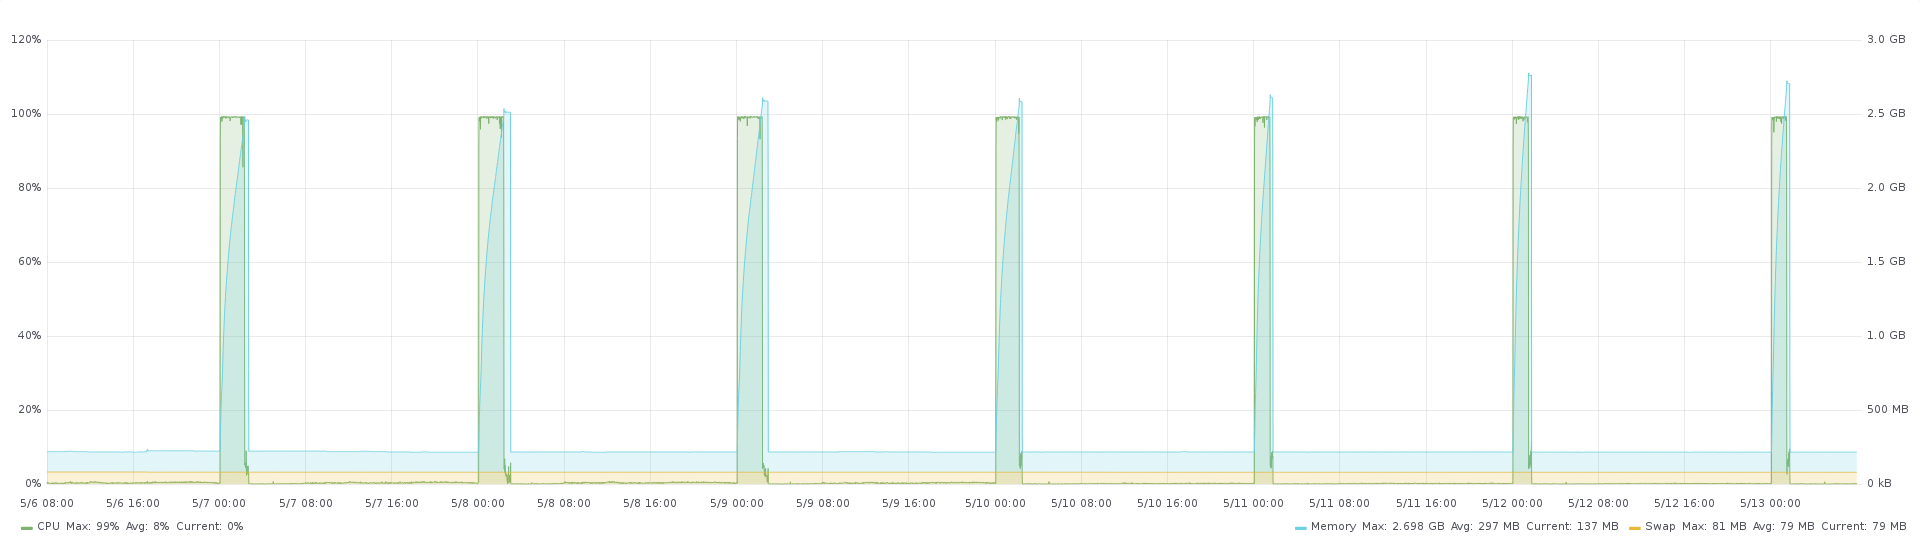 120% 3.0 GB
100% 2.5 GB
80% 2.0 GB
60% 1.5 GB
40% 1.0 GB
20% 500 MB
0% 0 kB
5/6 08:00 5/6 16:00 5/7 00:00 5/7 08:00 5/7 16:00 5/8 00:00 5/8 08:00 5/8 16:00 5/9 00:00 5/9 08:00 5/9 16:00 5/10 00:00 5/10 08:00 5/10 16:00 5/11 00:00 5/11 08:00 5/11 16:00 5/12 00:00 5/12 08:00 5/12 16:00 5/13 00:00
CPU Max: 99% Avg: 8% Current: 0% Memory Max: 2.698 GB Avg: 297 MB Current: 137 MB Swap Max: 81 MB Avg: 79 MB Current: 79 MB